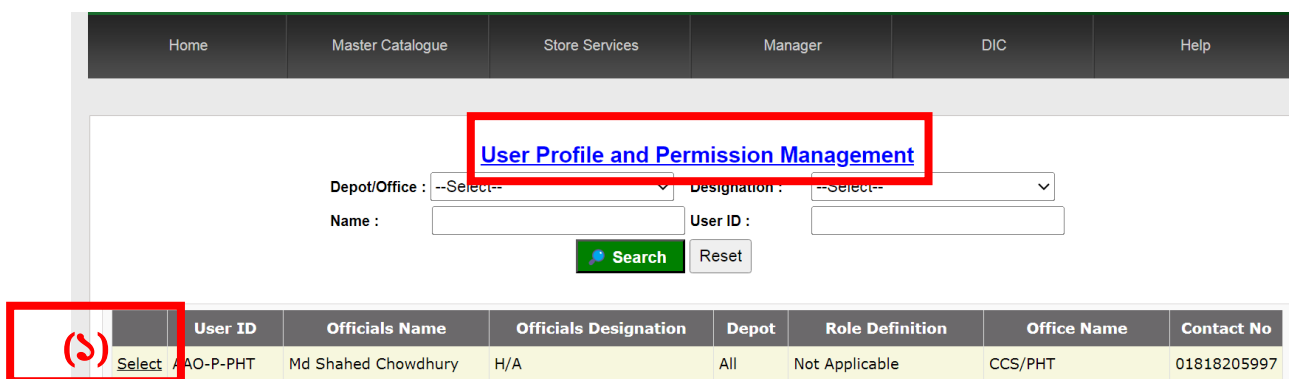 Home Master Catalogue Store Services Manager DIC Help
User Profile and Permission Management
Depot/Office : --Select-- Designation : --Select--
Name : User ID :
Search Reset
(১)
User ID Officials Name Officials Designation Depot Role Definition Office Name Contact No
Select AAO-P-PHT Md Shahed Chowdhury H/A All Not Applicable CCS/PHT 01818205997